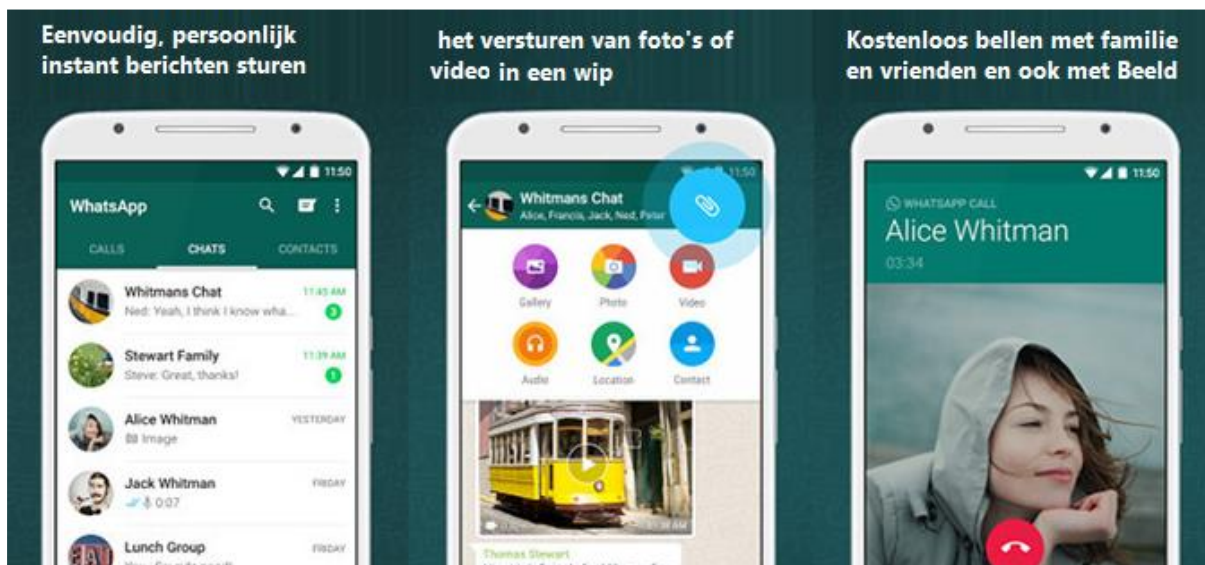 Eenvoudig, persoonlijk
instant berichten sturen
11:50
WhatsApp
CALLS
CHATS
CONTACTS
Whitmans Chat
11:45 AM
Ned: Yeah, I think I know wha...
3
Stewart Family
11:39 AM
Steve: Great, thanks!
1
Alice Whitman
YESTERDAY
Image
Jack Whitman
FRIDAY
0:07
Lunch Group
FRIDAY
het versturen van foto's of
video in een wip
11:50
Whitmans Chat
Alice, Francis, Jack, Ned, Peter
Gallery
Photo
Video
Audio
Location
Contact
Thomas Stewart
Kostenloos bellen met familie
en vrienden en ook met Beeld
11:50
WHATSAPP CALL
Alice Whitman
03:34